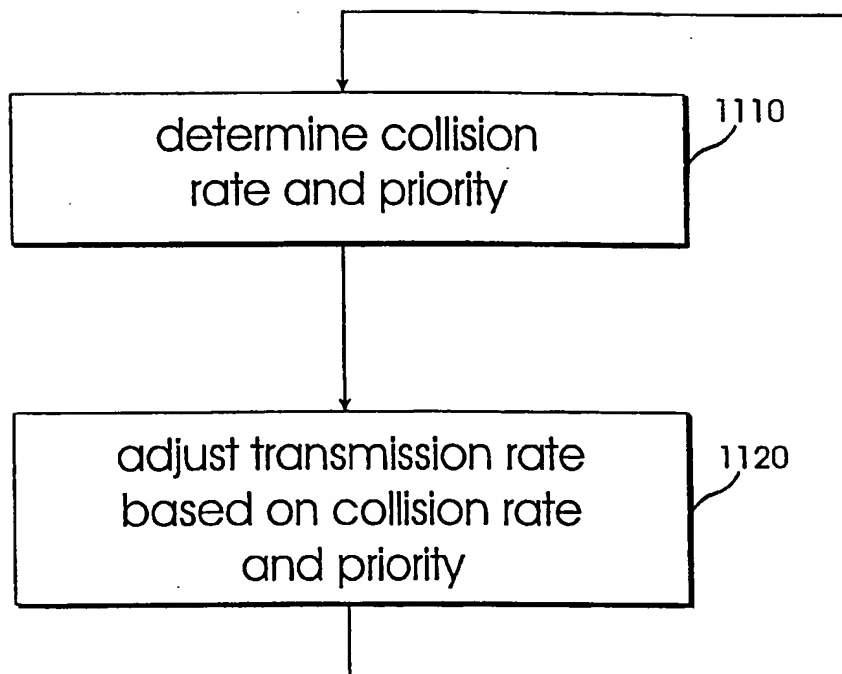 determine collision
rate and priority
1110
adjust transmission rate
based on collision rate
and priority
1120